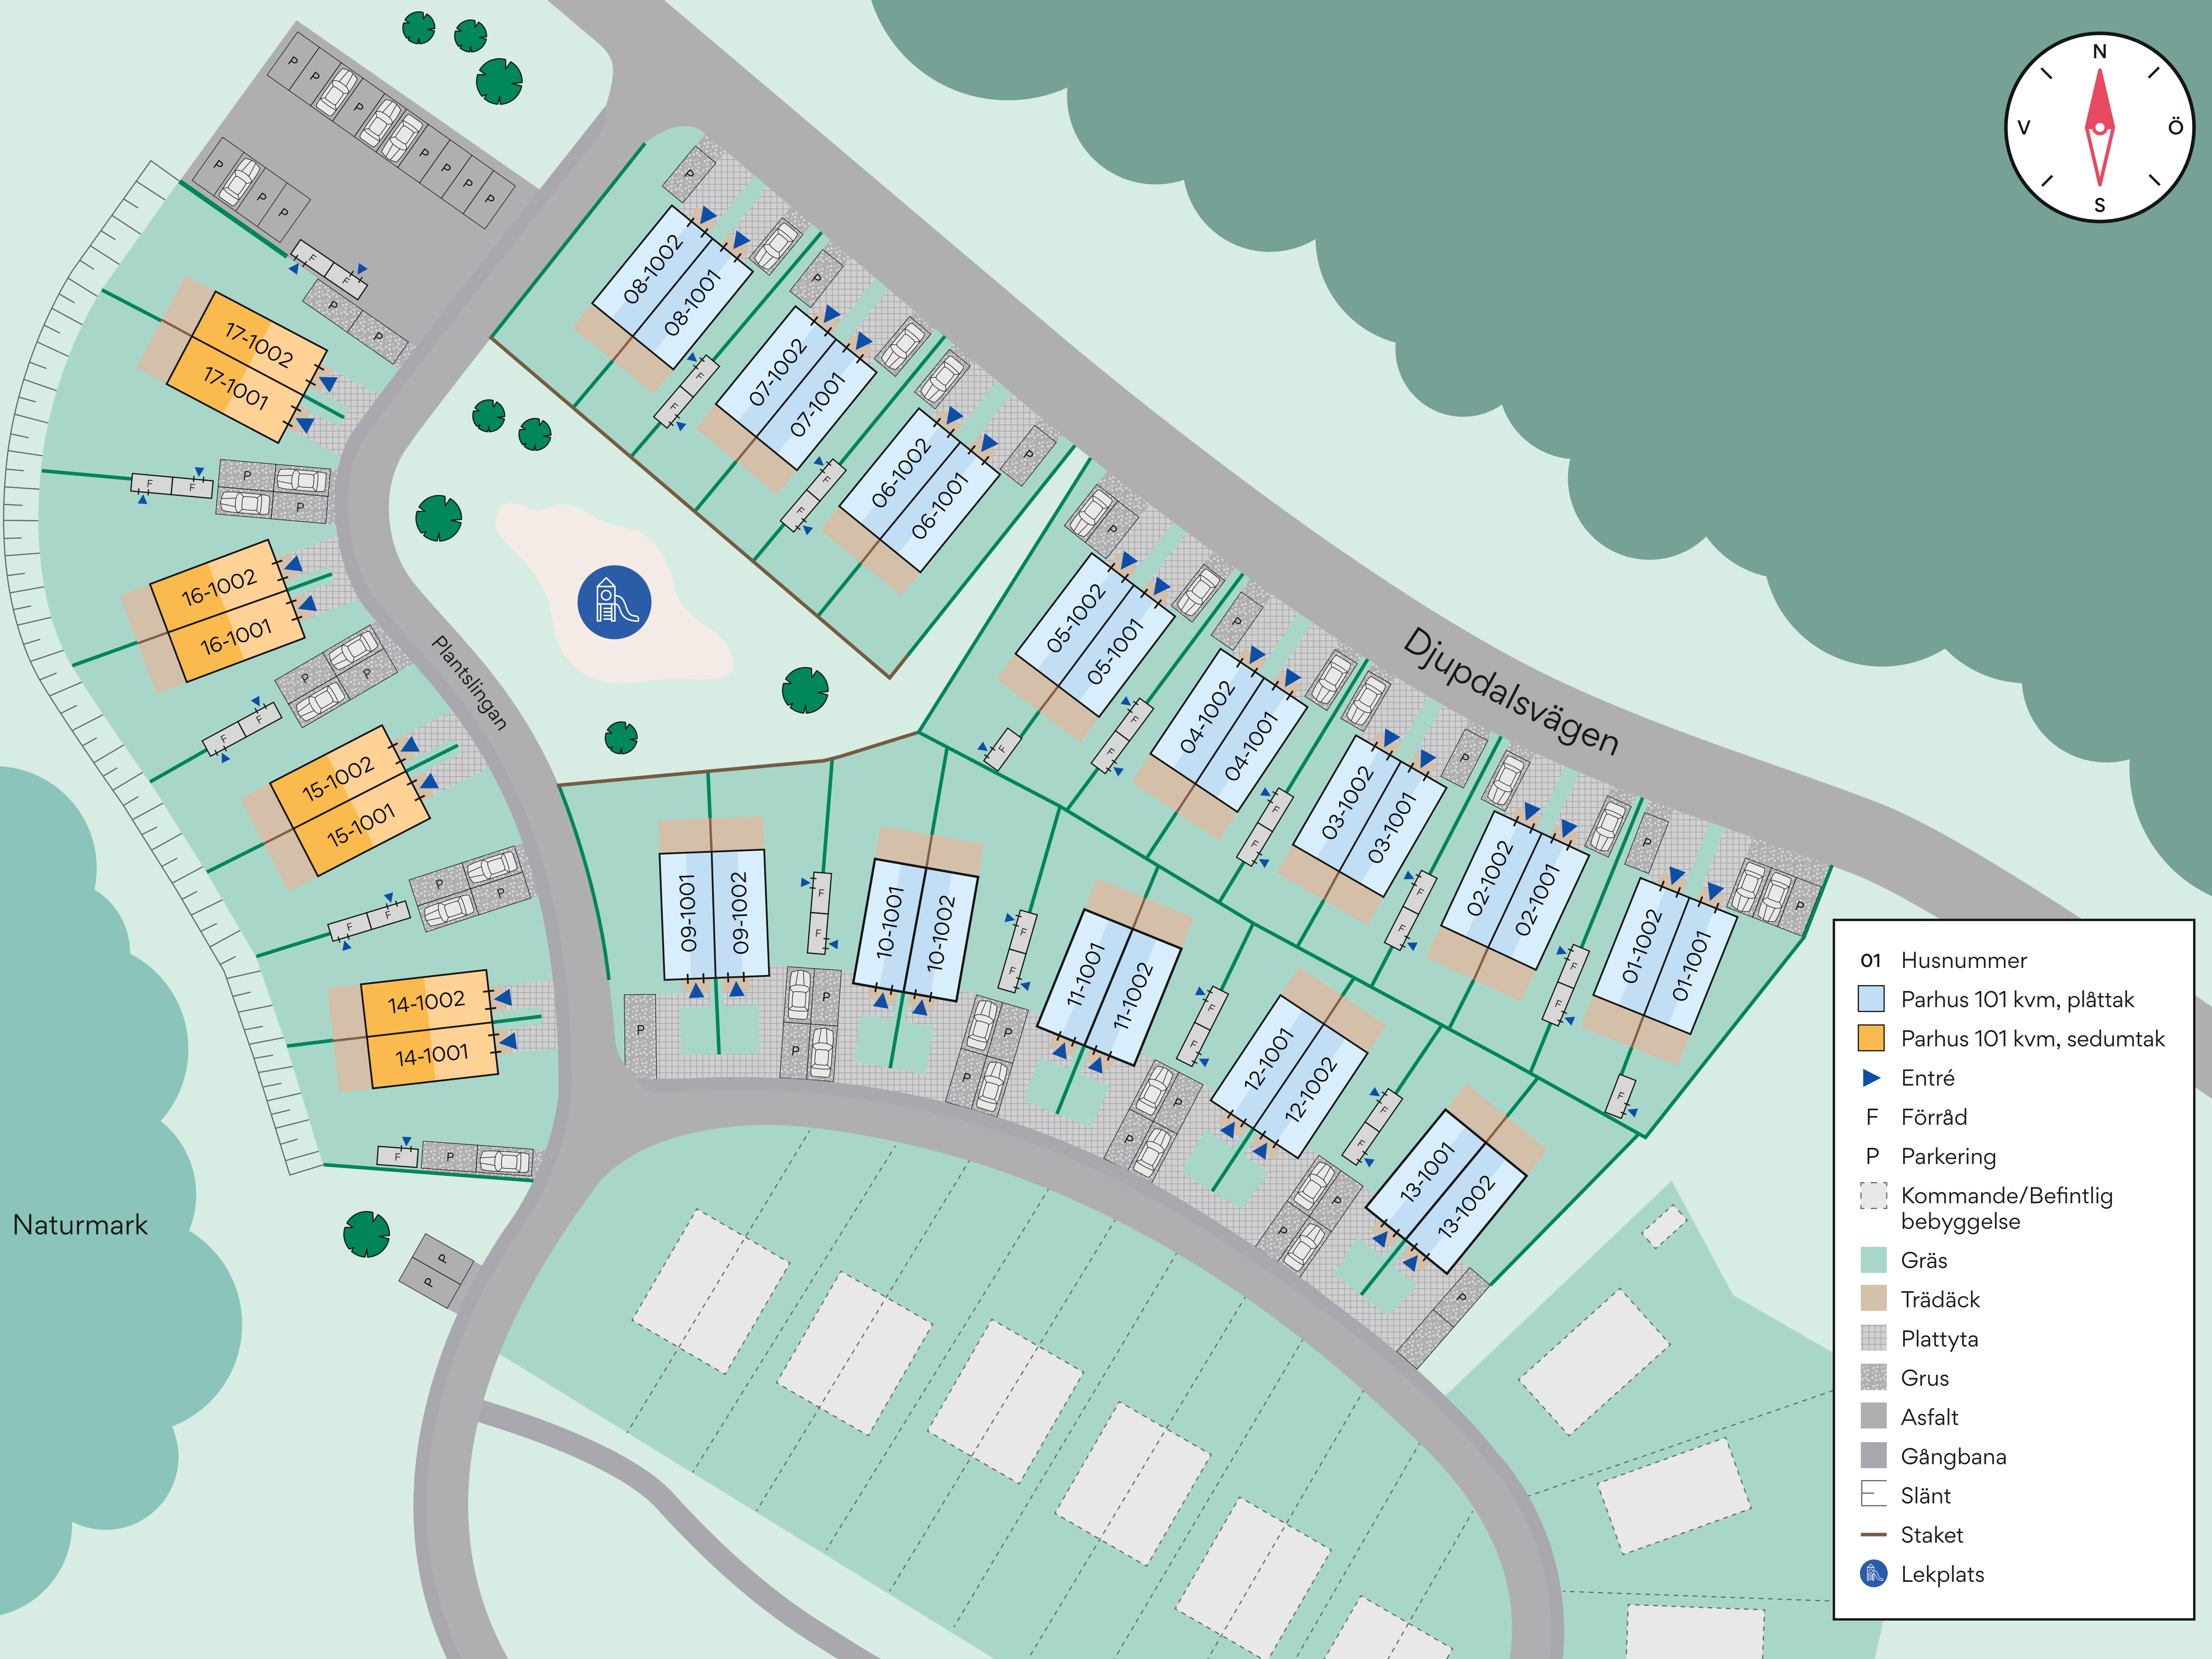 N
V
Ö
S
P
P
P
P
P
P
P
P
P
P
F
F
P
P
17-1002
17-1001
F
F
P
P
16-1002
16-1001
P
P
F
F
15-1002
15-1001
P
P
F
F
14-1002
14-1001
F
P
P
P
Naturmark
Plantslingan
Djupdalsvägen
P
08-1002
08-1001
F
F
P
07-1002
07-1001
F
F
06-1002
06-1001
P
P
05-1002
05-1001
F
F
F
P
04-1002
04-1001
F
F
03-1002
03-1001
P
F
F
02-1002
02-1001
F
F
P
01-1002
01-1001
P
F
P
09-1001
09-1002
F
F
P
P
10-1001
10-1002
F
F
P
P
11-1001
11-1002
F
F
P
P
12-1001
12-1002
F
F
P
P
13-1001
13-1002
P
01 Husnummer
Parhus 101 kvm, plåttak
Parhus 101 kvm, sedumtak
Entré
F Förråd
P Parkering
Kommande/Befintlig
bebyggelse
Gräs
Trädäck
Plattyta
Grus
Asfalt
Gångbana
Slänt
Staket
Lekplats